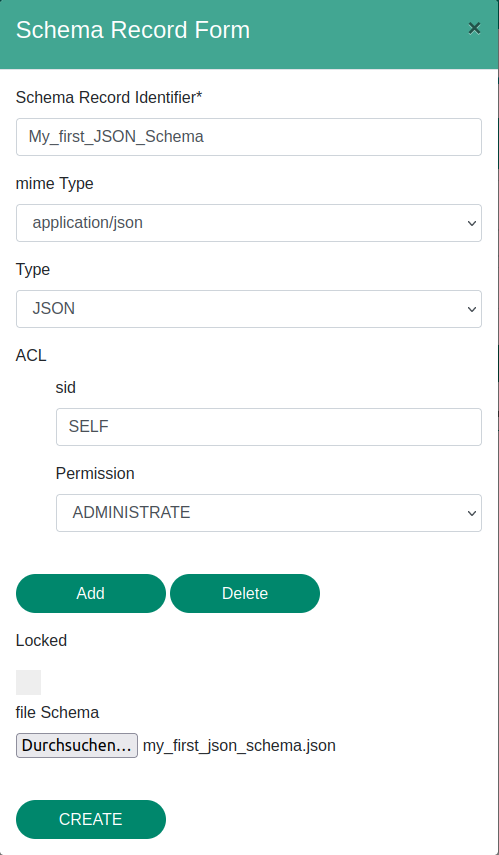 Schema Record Form ×
Schema Record Identifier*
My_first_JSON_Schema
mime Type
application/json
Type
JSON
ACL
sid
SELF
Permission
ADMINISTRATE
Add Delete
Locked
file Schema
Durchsuchen... my_first_json_schema.json
CREATE